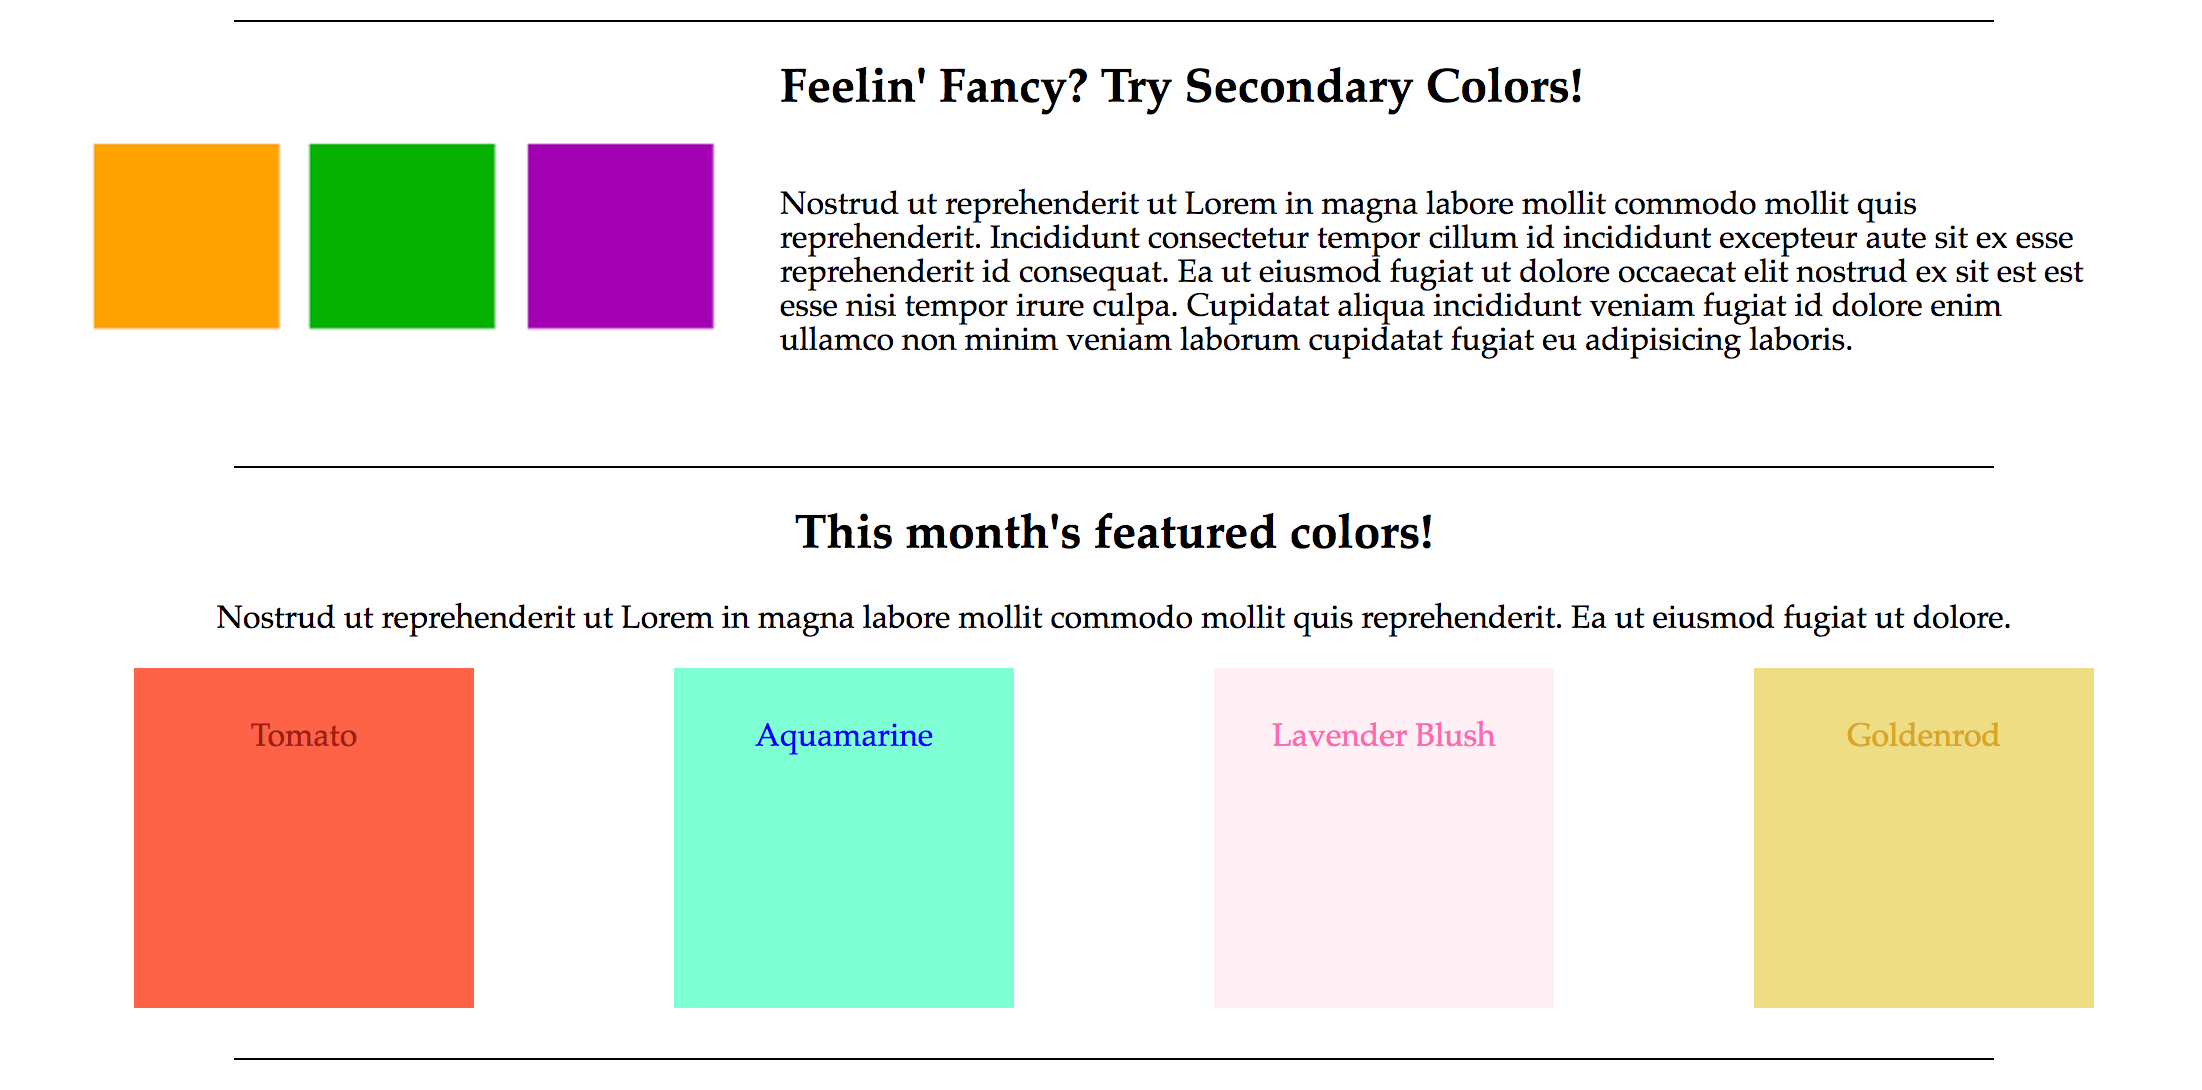 Feelin' Fancy? Try Secondary Colors!
Nostrud ut reprehenderit ut Lorem in magna labore mollit commodo mollit quis
reprehenderit. Incididunt consectetur tempor cillum id incididunt excepteur aute sit ex esse
reprehenderit id consequat. Ea ut eiusmod fugiat ut dolore occaecat elit nostrud ex sit est est
esse nisi tempor irure culpa. Cupidatat aliqua incididunt veniam fugiat id dolore enim
ullamco non minim veniam laborum cupidatat fugiat eu adipisicing laboris.
This month's featured colors!
Nostrud ut reprehenderit ut Lorem in magna labore mollit commodo mollit quis reprehenderit. Ea ut eiusmod fugiat ut dolore.
Tomato
Aquamarine
Lavender Blush
Goldenrod